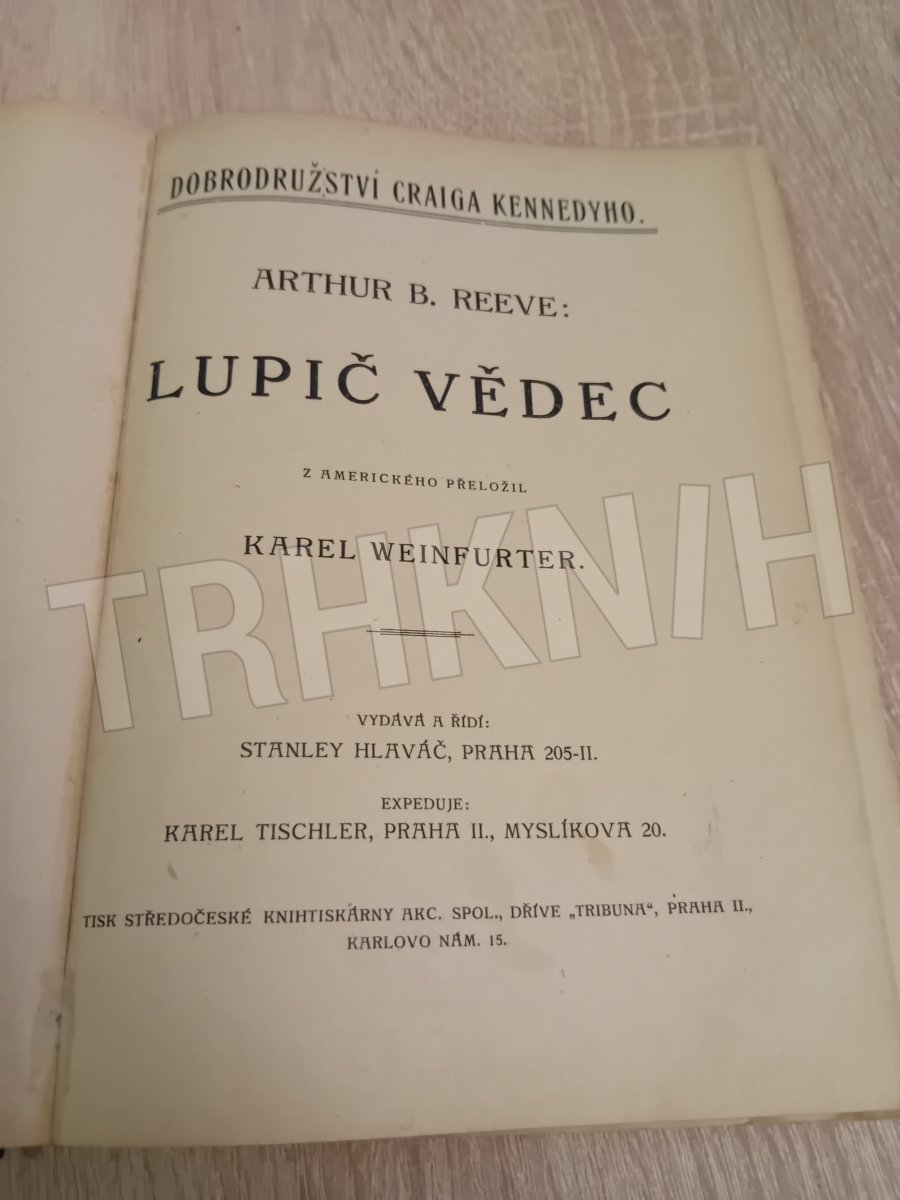 DOBRODRUŽSTVÍ CRAIGA KENNEDYHO.
ARTHUR B. REEVE:
LUPIČ VĚDEC
Z AMERICKÉHO PŘELOŽIL
KAREL WEINFURTER.
TRHKNIH
VYDÁVÁ A ŘÍDÍ:
STANLEY HLAVÁČ, PRAHA 205-II.
EXPEDUJE:
KAREL TISCHLER, PRAHA II., MYSLÍKOVA 20.
TISK STŘEDOČESKÉ KNIHTISKÁRNY AKC. SPOL., DŘÍVE „TRIBUNA“, PRAHA II.,
KARLOVO NÁM. 15.